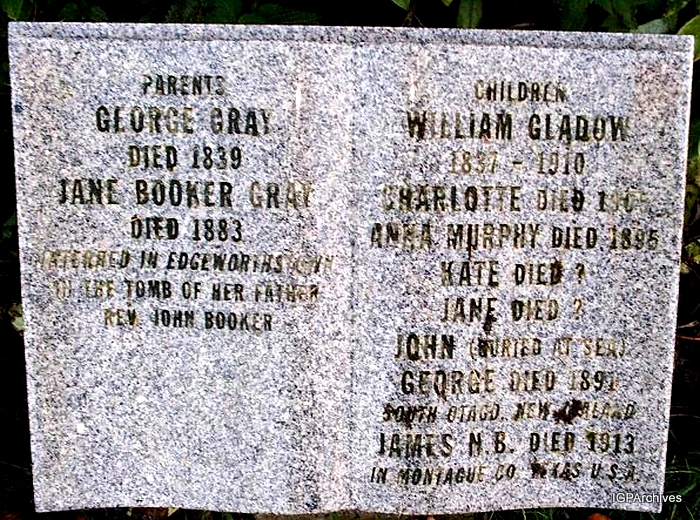 PARENTS
GEORGE GRAY
DIED 1839
JANE BOOKER GRAY
DIED 1883
INTERRED IN EDGEWORTHSTOWN
IN THE TOMB OF HER FATHER
REV. JOHN BOOKER
CHILDREN
WILLIAM GLADOW
1837 - 1910
CHARLOTTE DIED
ANNA MURPHY DIED 1895
KATE DIED ?
JANE DIED ?
JOHN (BURIED AT SEA)
GEORGE DIED 1891
SOUTH OTAGO, NEW ZEALAND
JAMES N.B. DIED 1913
IN MONTAGUE CO. TEXAS U.S.A.
IGPArchives